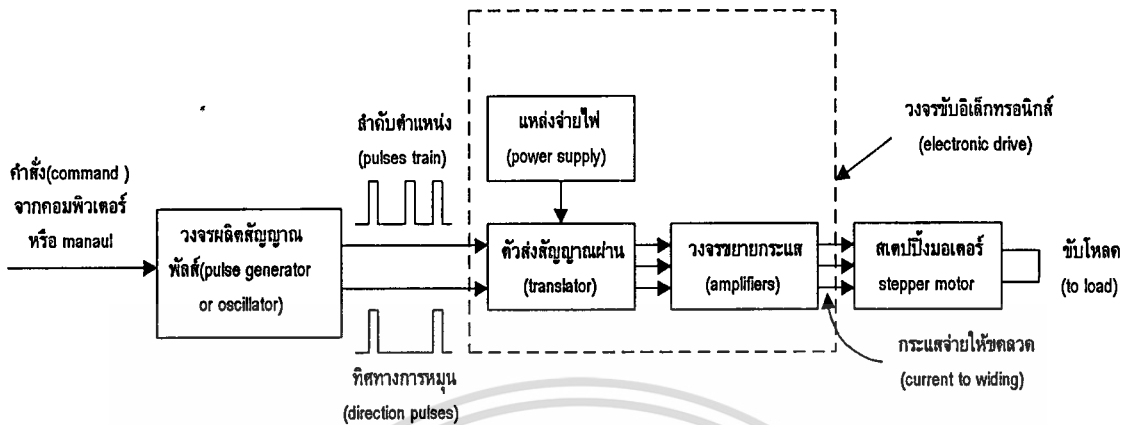 คำสั่ง(command )
จากคอมพิวเตอร์
หรือ manaul
วงจรผลิตสัญญาณ
พัลส์(pulse generator
or oscillator)
ลำดับตำแหน่ง
(pulses train)
ทิศทางการหมุน
(direction pulses)
แหล่งจ่ายไฟ
(power supply)
ตัวส่งสัญญาณผ่าน
(translator)
วงจรขยายกระแส
(amplifiers)
วงจรขับอิเล็กทรอนิกส์
(electronic drive)
สเตปปิ้งมอเตอร์
stepper motor
ขับโหลด
(to load)
กระแสจ่ายให้ขดลวด
(current to widing)